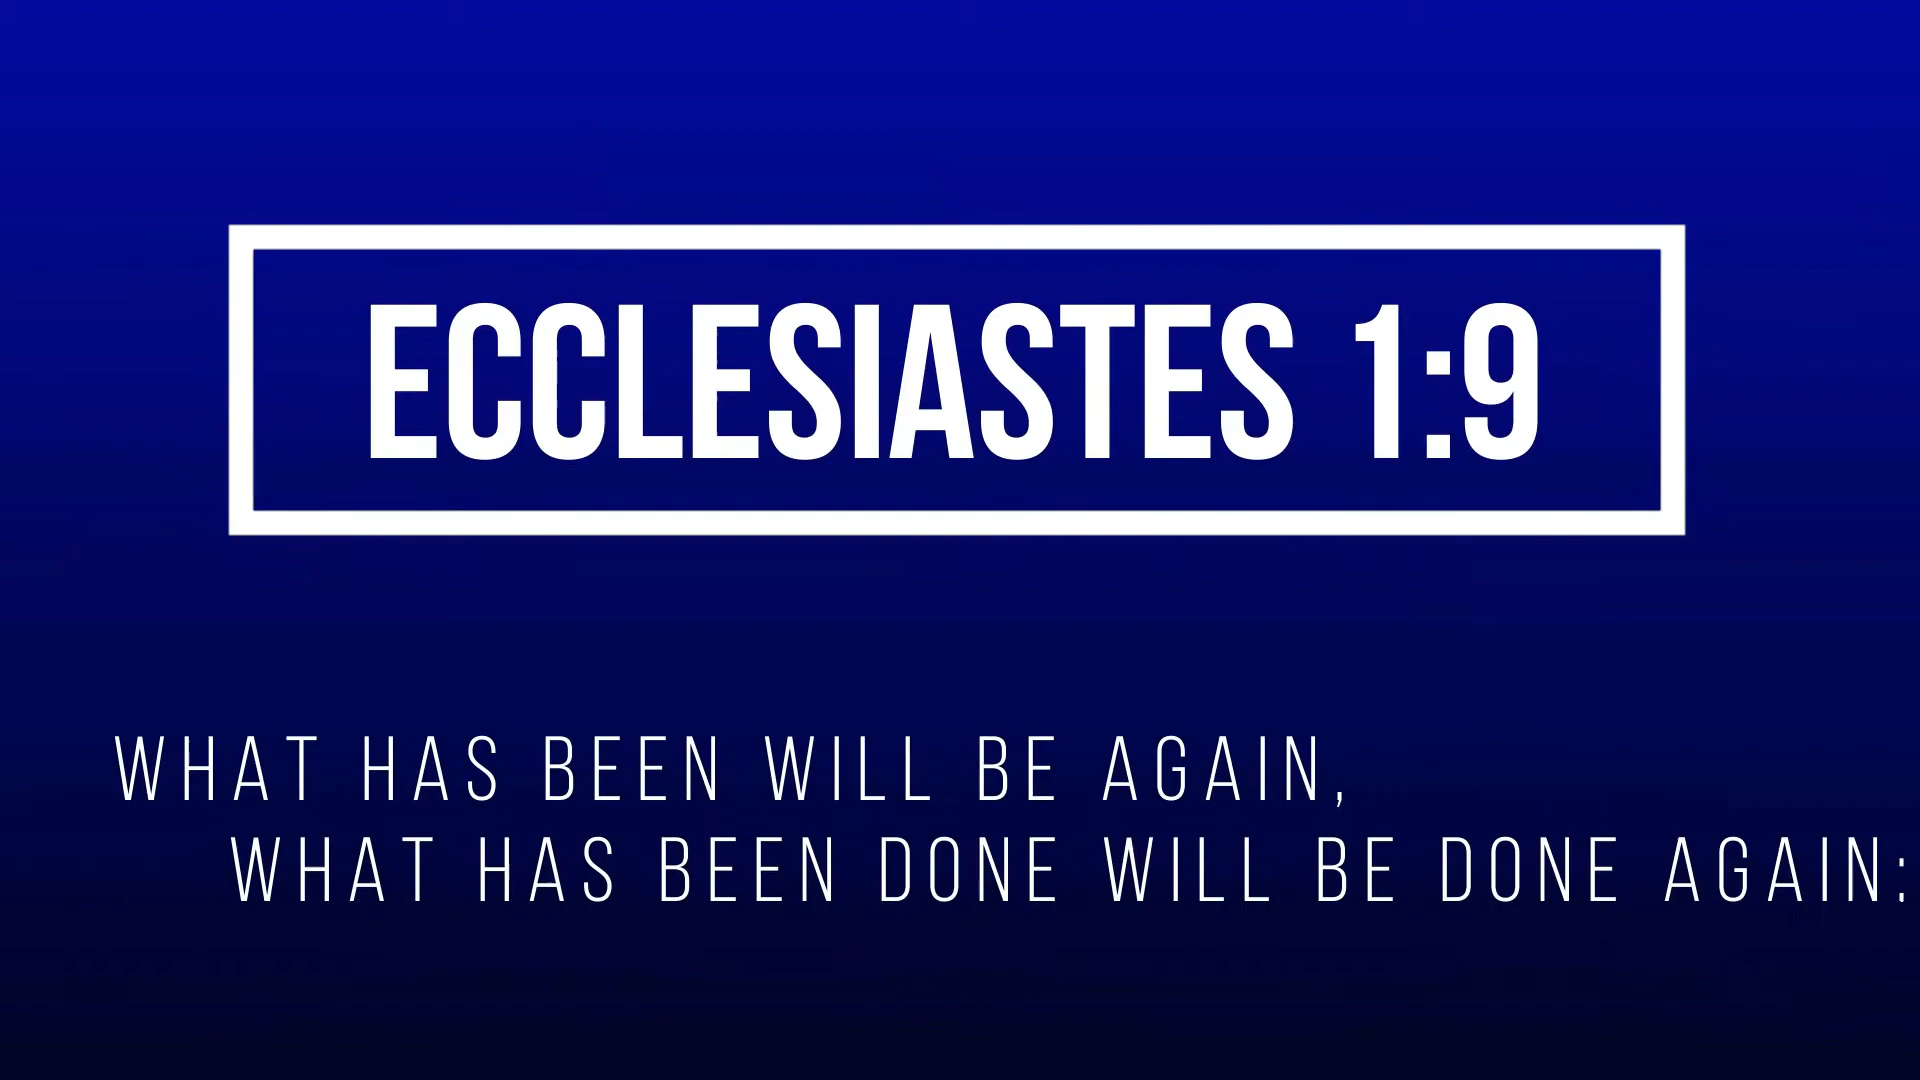 ECCLESIASTES 1:9
WHAT HAS BEEN WILL BE AGAIN,
WHAT HAS BEEN DONE WILL BE DONE AGAIN: